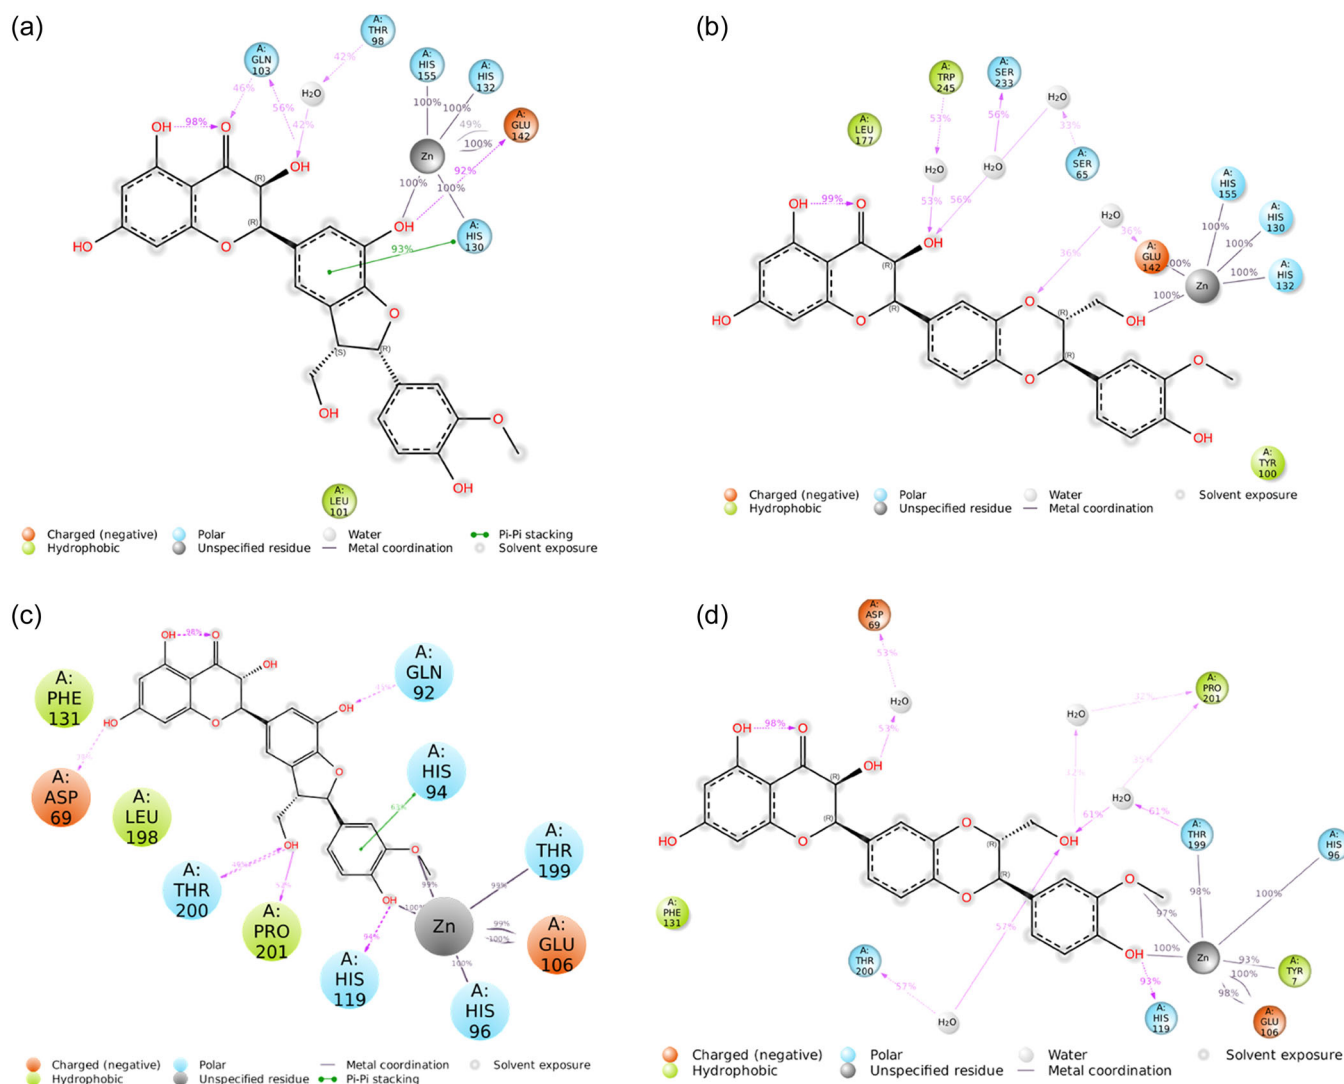 (a)
A:
THR
98
A:
GLN
103
42%
46%
56%
H₂O
42%
A:
HIS
155
A:
HIS
132
100%
100%
49%
100%
A:
GLU
142
Zn
92%
100%
100%
A:
HIS
130
93%
OH
98%
O
OH
(R)
(R)
HO
O
OH
O
(S)
(R)
OH
O
OH
A:
LEU
101
Charged (negative)
Polar
Water
Pi-Pi stacking
Hydrophobic
Unspecified residue
Metal coordination
Solvent exposure
(b)
A:
TRP
245
A:
SER
233
H₂O
A:
LEU
177
53%
56%
33%
A:
SER
65
H₂O
H₂O
53%
56%
A:
HIS
155
H₂O
A:
HIS
130
36%
36%
A:
GLU
142
100%
100%
100%
100%
A:
HIS
132
Zn
100%
OH
99%
O
OH
(R)
(R)
HO
O
O
(R)
OH
(R)
O
O
OH
A:
TYR
100
Charged (negative)
Polar
Water
Solvent exposure
Hydrophobic
Unspecified residue
Metal coordination
(c)
OH
98%
O
OH
A:
PHE
131
A:
GLN
92
HO
O
OH
A:
ASP
69
A:
LEU
198
O
A:
HIS
94
63%
OH
O
A:
THR
199
A:
THR
200
A:
PRO
201
99%
99%
100%
OH
Zn
99%
100%
A:
GLU
106
94%
A:
HIS
119
100%
A:
HIS
96
Charged (negative)
Polar
Metal coordination
Solvent exposure
Hydrophobic
Unspecified residue
Pi-Pi stacking
(d)
A:
ASP
69
53%
H₂O
53%
A:
PRO
201
32%
H₂O
35%
32%
H₂O
61%
61%
A:
THR
199
A:
HIS
96
OH
98%
O
OH
(R)
(R)
HO
O
O
(R)
OH
(R)
O
O
OH
98%
100%
97%
100%
Zn
93%
100%
98%
A:
TYR
7
A:
GLU
106
93%
A:
HIS
119
A:
PHE
131
57%
A:
THR
200
57%
H₂O
Charged (negative)
Polar
Water
Solvent exposure
Hydrophobic
Unspecified residue
Metal coordination